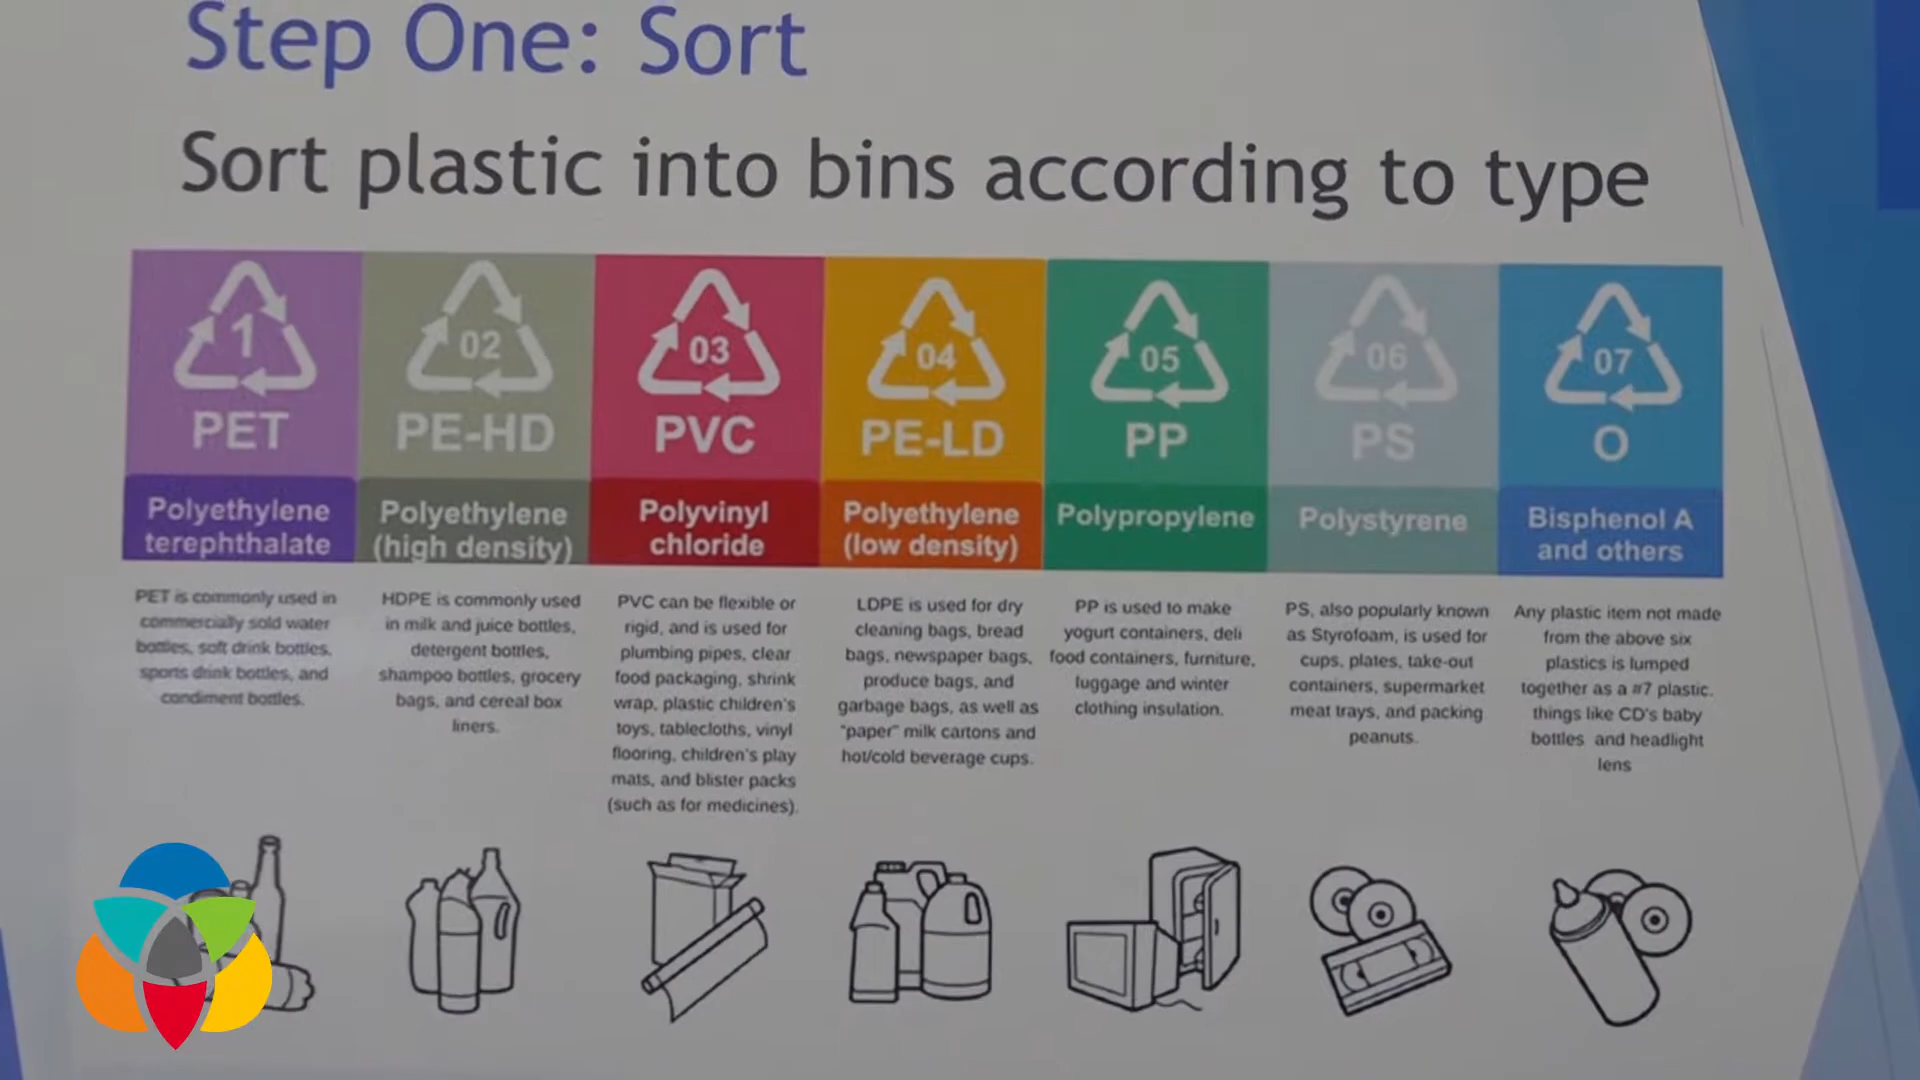 Step One: Sort
Sort plastic into bins according to type
1
PET
Polyethylene
terephthalate
PET is commonly used in
commercially sold water
bottles, soft drink bottles,
sports drink bottles, and
condiment bottles.
02
PE-HD
Polyethylene
(high density)
HDPE is commonly used
in milk and juice bottles,
detergent bottles,
shampoo bottles, grocery
bags, and cereal box
liners.
03
PVC
Polyvinyl
chloride
PVC can be flexible or
rigid, and is used for
plumbing pipes, clear
food packaging, shrink
wrap, plastic children's
toys, tablecloths, vinyl
flooring, children's play
mats, and blister packs
(such as for medicines).
04
PE-LD
Polyethylene
(low density)
LDPE is used for dry
cleaning bags, bread
bags, newspaper bags,
produce bags, and
garbage bags, as well as
"paper" milk cartons and
hot/cold beverage cups.
05
PP
Polypropylene
PP is used to make
yogurt containers, deli
food containers, furniture,
luggage and winter
clothing insulation.
06
PS
Polystyrene
PS, also popularly known
as Styrofoam, is used for
cups, plates, take-out
containers, supermarket
meat trays, and packing
peanuts.
07
O
Bisphenol A
and others
Any plastic item not made
from the above six
plastics is lumped
together as a #7 plastic.
things like CD's baby
bottles and headlight
lens